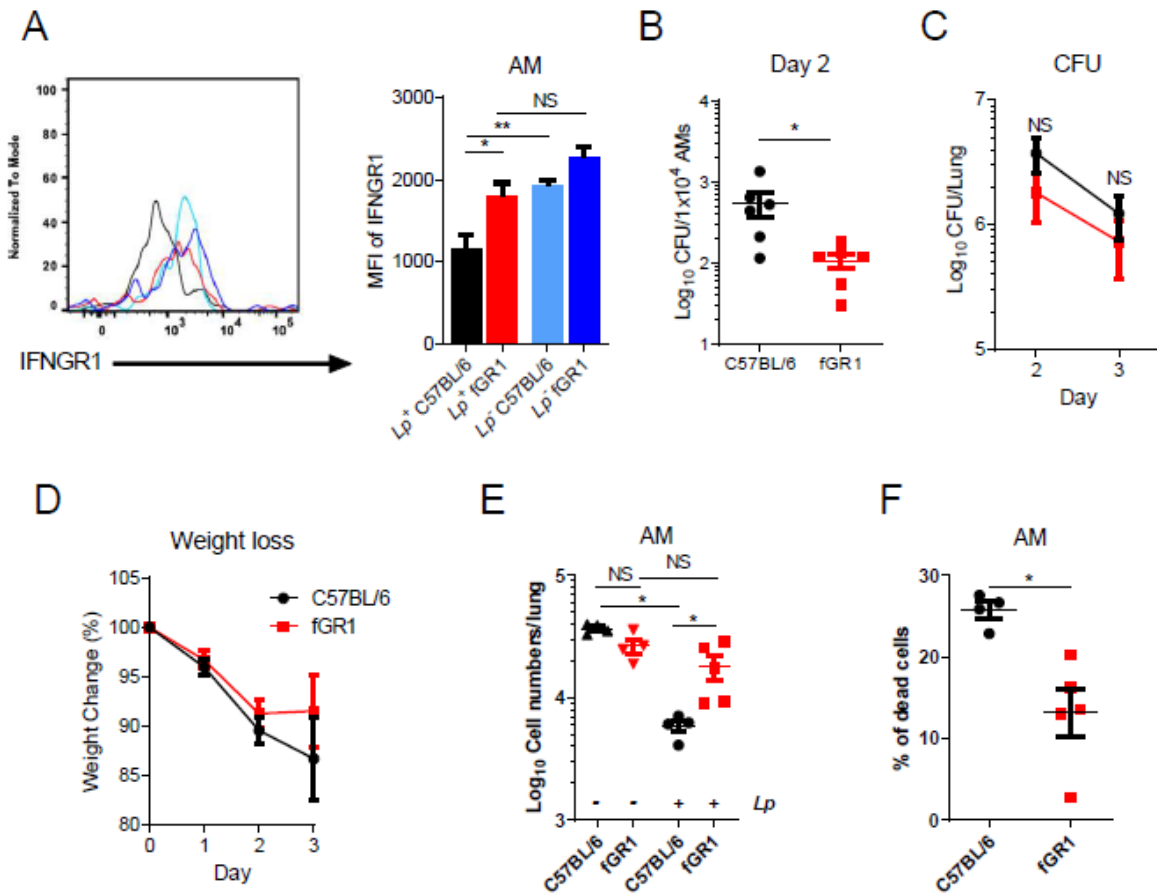 A
100
80
60
40
20
0
Normalized To Mode
0 10³ 10⁴ 10⁵
IFNGR1
AM
3000
2000
1000
0
MFI of IFNGR1
NS
**
*
Lp⁺ C57BL/6
Lp⁺ fGR1
Lp⁻ C57BL/6
Lp⁻ fGR1
B
Day 2
4
3
2
1
Log₁₀ CFU/1x10⁴ AMs
*
C57BL/6 fGR1
C
CFU
7
6
5
Log₁₀ CFU/Lung
NS
NS
2 3
Day
D
Weight loss
105
100
95
90
85
80
Weight Change (%)
C57BL/6
fGR1
0 1 2 3
Day
E
AM
5
4
3
Log₁₀ Cell numbers/lung
NS
NS
*
*
- - + + Lp
C57BL/6
fGR1
C57BL/6
fGR1
F
AM
30
20
10
0
% of dead cells
*
C57BL/6
fGR1